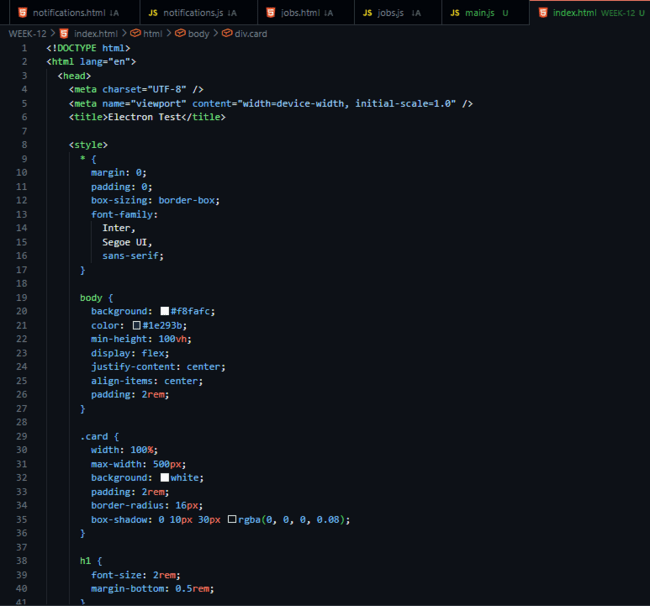 notifications.html ↓A
JS notifications.js ↓A
jobs.html ↓A
JS jobs.js ↓A
JS main.js U
index.html WEEK-12 U
WEEK-12 > index.html > html > body > div.card
1 <!DOCTYPE html>
2 <html lang="en">
3 <head>
4 <meta charset="UTF-8" />
5 <meta name="viewport" content="width=device-width, initial-scale=1.0" />
6 <title>Electron Test</title>
7
8 <style>
9 * {
10 margin: 0;
11 padding: 0;
12 box-sizing: border-box;
13 font-family:
14 Inter,
15 Segoe UI,
16 sans-serif;
17 }
18
19 body {
20 background: #f8fafc;
21 color: #1e293b;
22 min-height: 100vh;
23 display: flex;
24 justify-content: center;
25 align-items: center;
26 padding: 2rem;
27 }
28
29 .card {
30 width: 100%;
31 max-width: 500px;
32 background: white;
33 padding: 2rem;
34 border-radius: 16px;
35 box-shadow: 0 10px 30px rgba(0, 0, 0, 0.08);
36 }
37
38 h1 {
39 font-size: 2rem;
40 margin-bottom: 0.5rem;
41 }